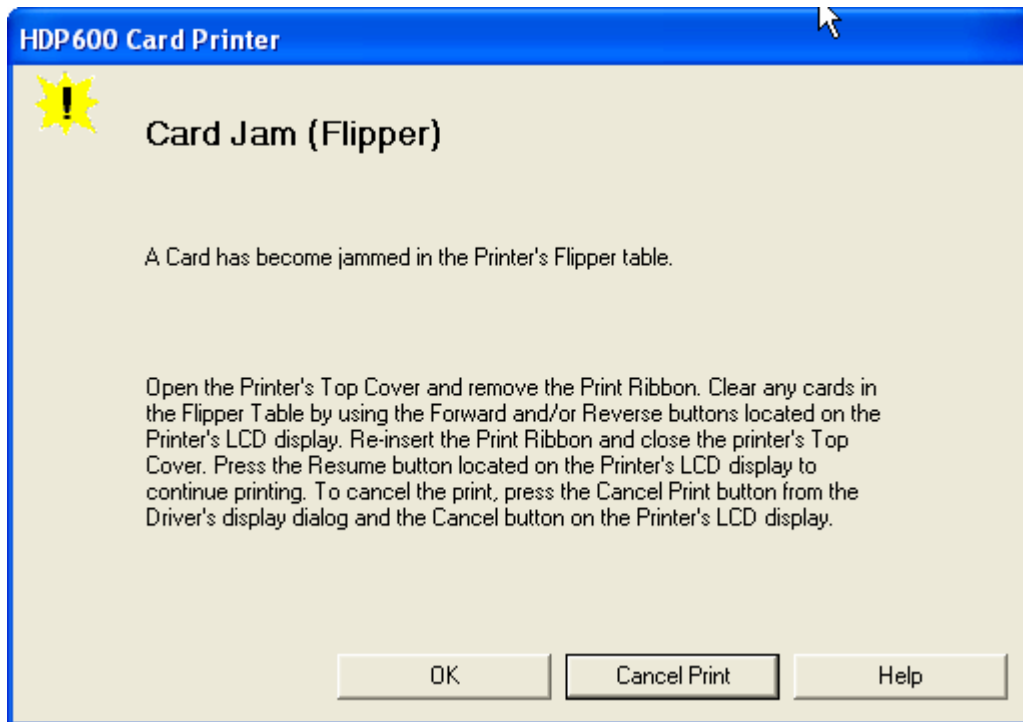 HDP600 Card Printer
Card Jam (Flipper)
A Card has become jammed in the Printer's Flipper table.
Open the Printer's Top Cover and remove the Print Ribbon. Clear any cards in
the Flipper Table by using the Forward and/or Reverse buttons located on the
Printer's LCD display. Re-insert the Print Ribbon and close the printer's Top
Cover. Press the Resume button located on the Printer's LCD display to
continue printing. To cancel the print, press the Cancel Print button from the
Driver's display dialog and the Cancel button on the Printer's LCD display.
OK
Cancel Print
Help